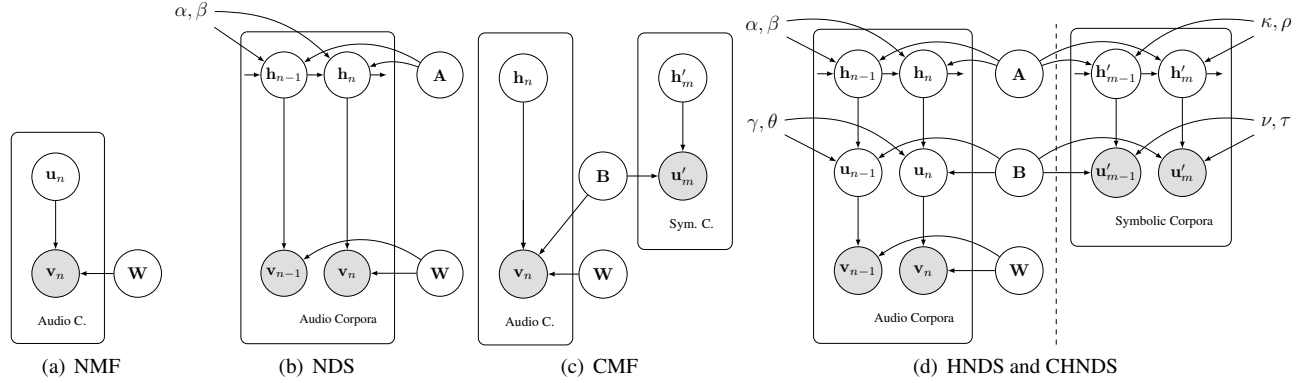 u_n
v_n
W
Audio C.
(a) NMF
α, β
h_{n−1}
h_n
A
v_{n−1}
v_n
W
Audio Corpora
(b) NDS
h_n
h′_m
B
u′_m
Sym. C.
v_n
W
Audio C.
(c) CMF
α, β
κ, ρ
h_{n−1}
h_n
A
h′_{m−1}
h′_m
γ, θ
ν, τ
u_{n−1}
u_n
B
u′_{m−1}
u′_m
Symbolic Corpora
v_{n−1}
v_n
W
Audio Corpora
(d) HNDS and CHNDS